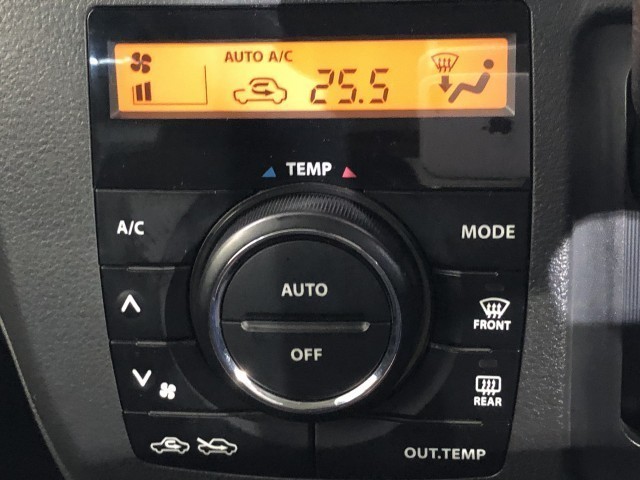 AUTO A/C
25.5
TEMP
A/C
MODE
AUTO
OFF
FRONT
REAR
OUT.TEMP